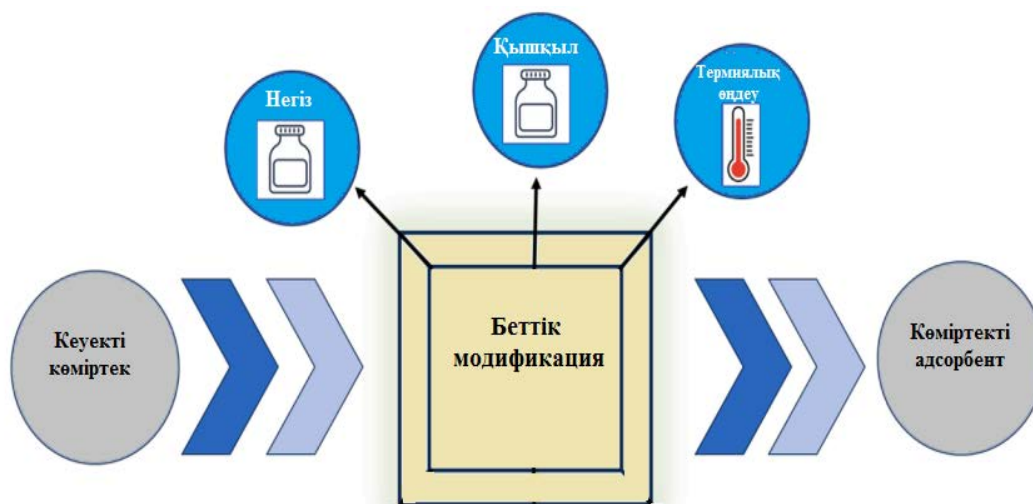 Негіз
Қышқыл
Термиялық
өңдеу
Кеуекті
көміртек
Беттік
модификация
Көміртекті
адсорбент